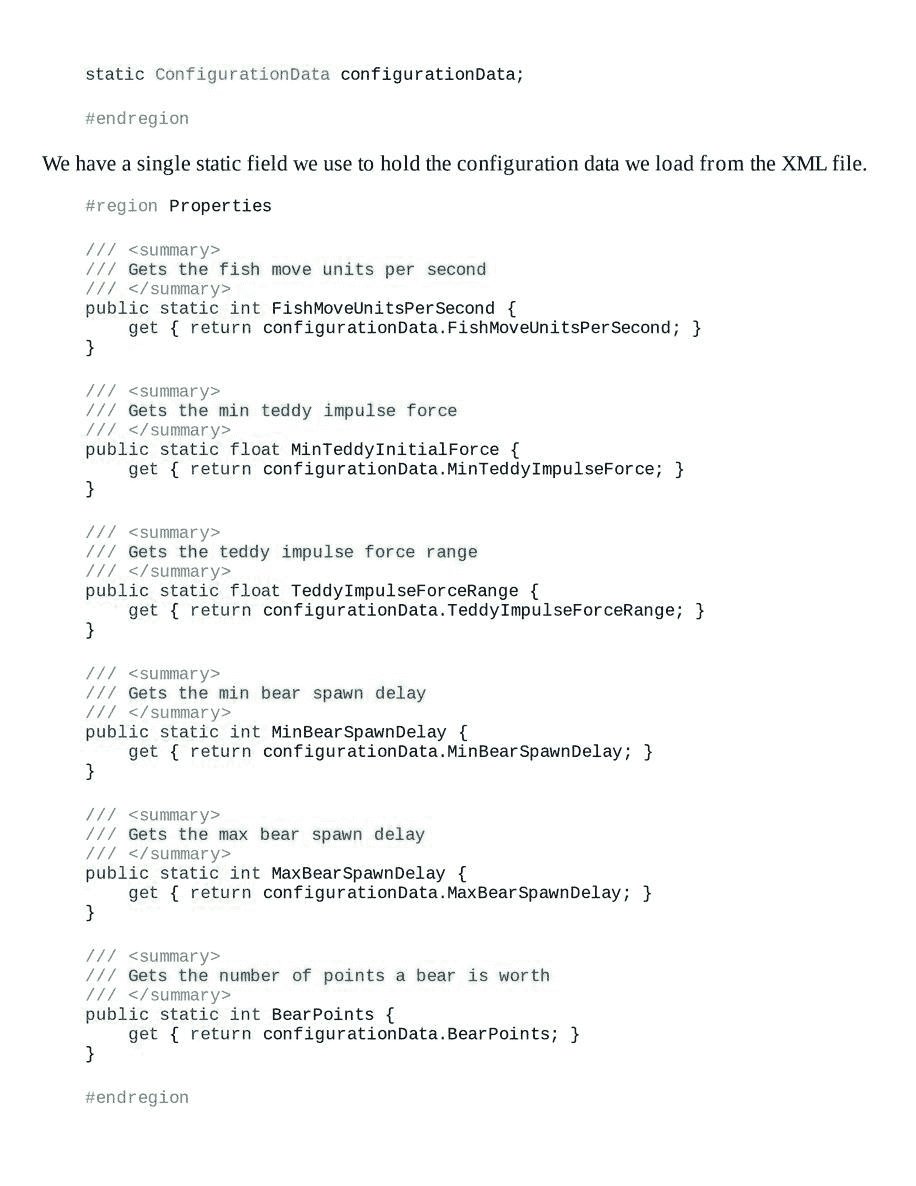 static ConfigurationData configurationData;
#endregion
We have a single static field we use to hold the configuration data we load from the XML file.
#region Properties
/// <summary>
/// Gets the fish move units per second
/// </summary>
public static int FishMoveUnitsPerSecond {
    get { return configurationData.FishMoveUnitsPerSecond; }
}
/// <summary>
/// Gets the min teddy impulse force
/// </summary>
public static float MinTeddyInitialForce {
    get { return configurationData.MinTeddyImpulseForce; }
}
/// <summary>
/// Gets the teddy impulse force range
/// </summary>
public static float TeddyImpulseForceRange {
    get { return configurationData.TeddyImpulseForceRange; }
}
/// <summary>
/// Gets the min bear spawn delay
/// </summary>
public static int MinBearSpawnDelay {
    get { return configurationData.MinBearSpawnDelay; }
}
/// <summary>
/// Gets the max bear spawn delay
/// </summary>
public static int MaxBearSpawnDelay {
    get { return configurationData.MaxBearSpawnDelay; }
}
/// <summary>
/// Gets the number of points a bear is worth
/// </summary>
public static int BearPoints {
    get { return configurationData.BearPoints; }
}
#endregion